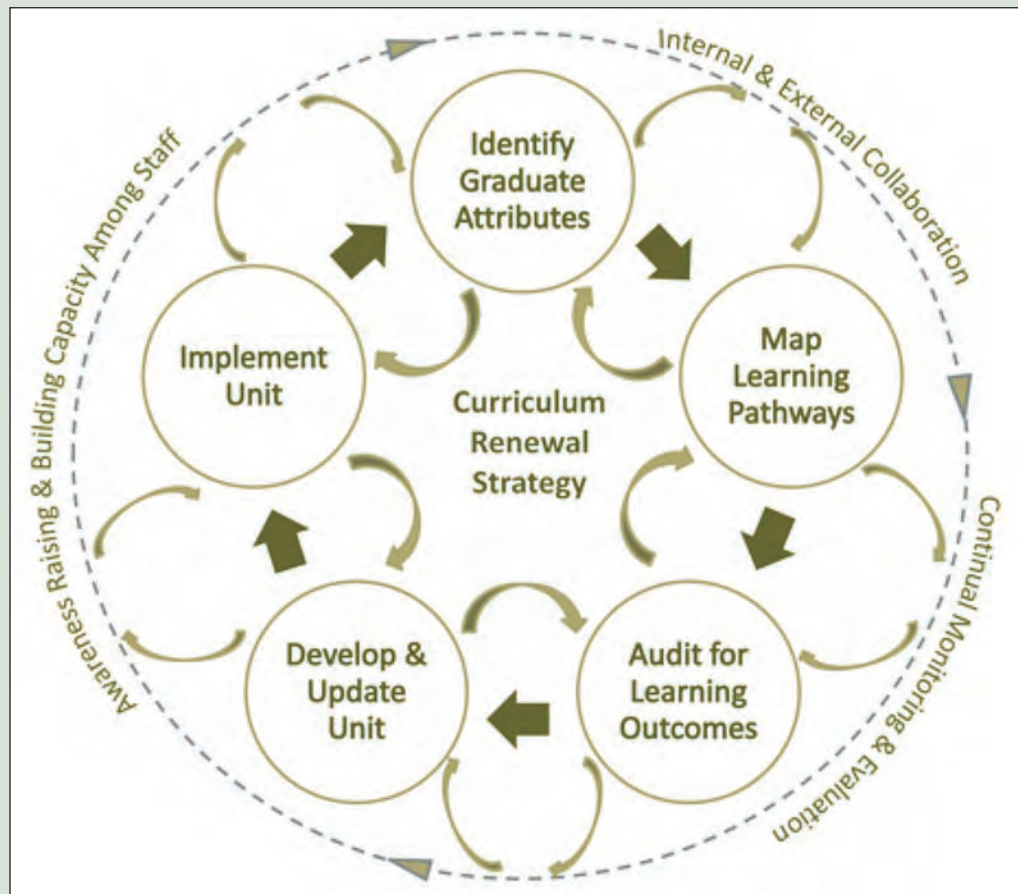 Internal & External Collaboration
Identify
Graduate
Attributes
Map
Learning
Pathways
Continual Monitoring & Evaluation
Audit for
Learning
Outcomes
Develop &
Update
Unit
Implement
Unit
Awareness Raising & Building Capacity Among Staff
Curriculum
Renewal
Strategy